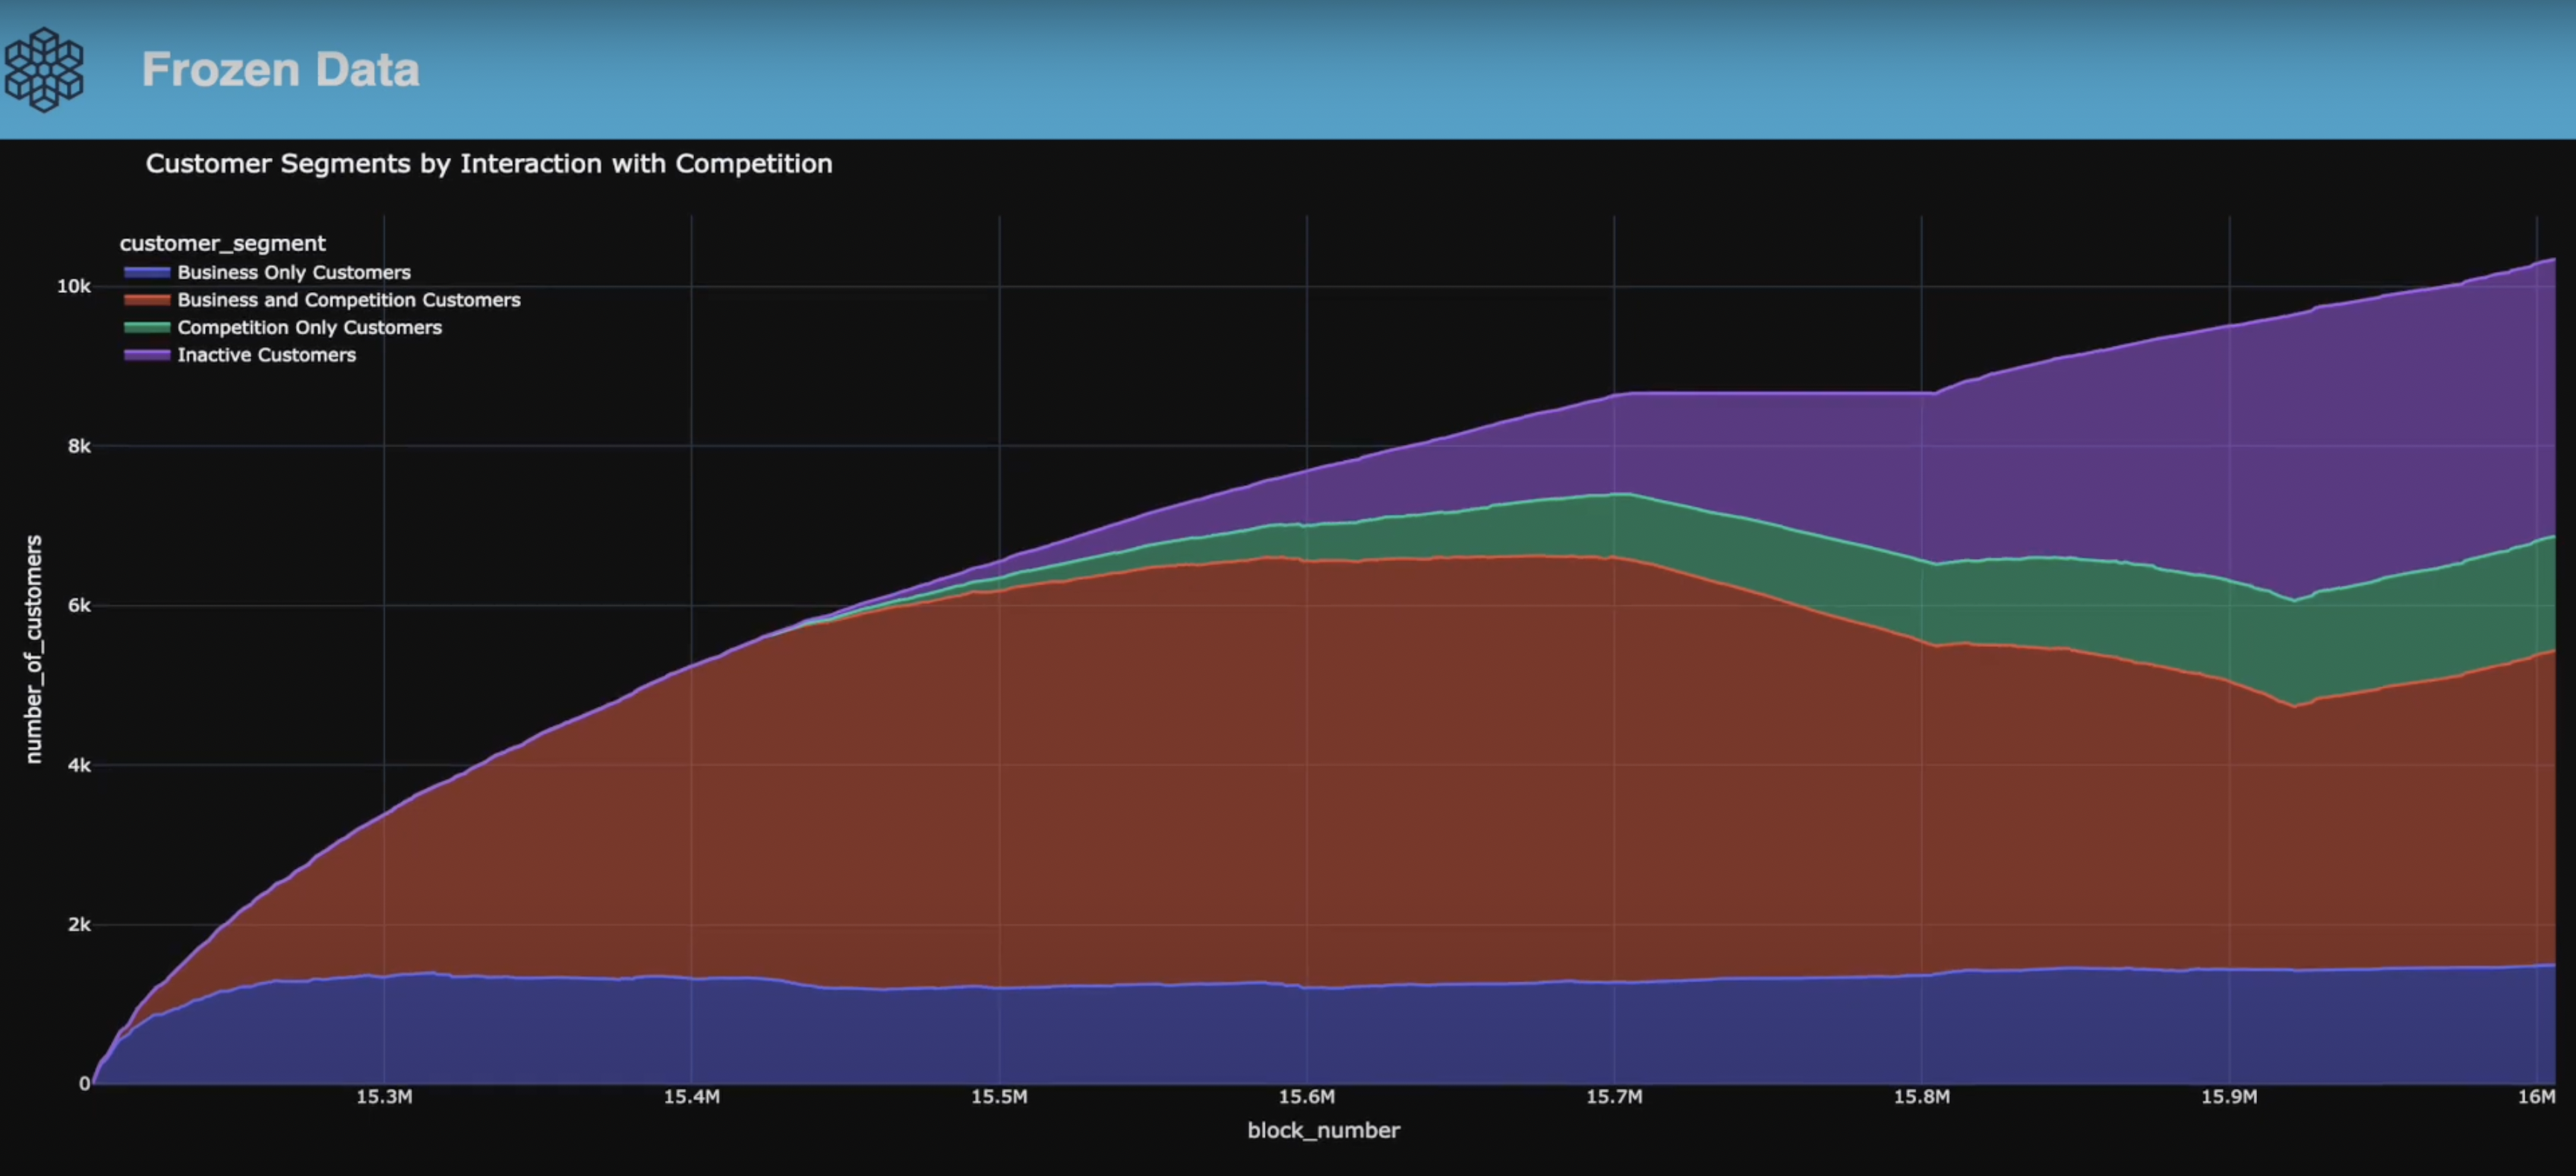 Frozen Data
Customer Segments by Interaction with Competition
customer_segment
Business Only Customers
Business and Competition Customers
Competition Only Customers
Inactive Customers
10k
8k
6k
4k
2k
0
number_of_customers
15.3M
15.4M
15.5M
15.6M
15.7M
15.8M
15.9M
16M
block_number